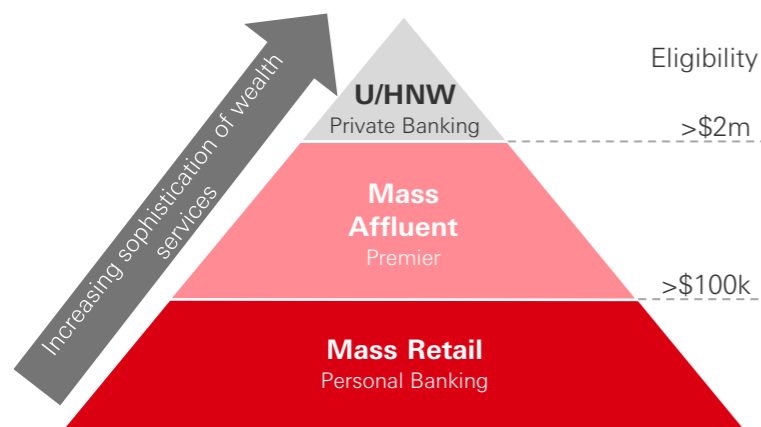 Eligibility
U/HNW
Private Banking
>$2m
Increasing sophistication of wealth
services
Mass
Affluent
Premier
>$100k
Mass Retail
Personal Banking